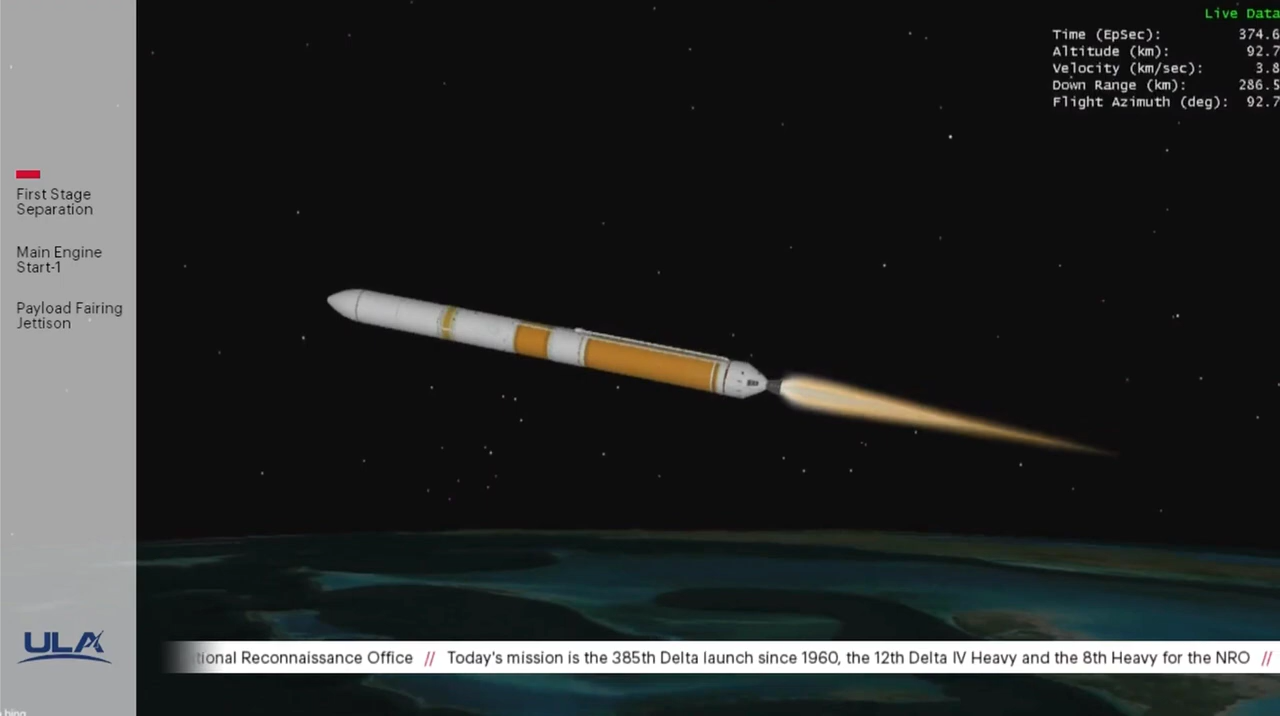 Live Data
Time (EpSec): 374.6
Altitude (km): 92.7
Velocity (km/sec): 3.8
Down Range (km): 286.5
Flight Azimuth (deg): 92.7
First Stage
Separation
Main Engine
Start-1
Payload Fairing
Jettison
ULA
tional Reconnaissance Office // Today's mission is the 385th Delta launch since 1960, the 12th Delta IV Heavy and the 8th Heavy for the NRO //
bing